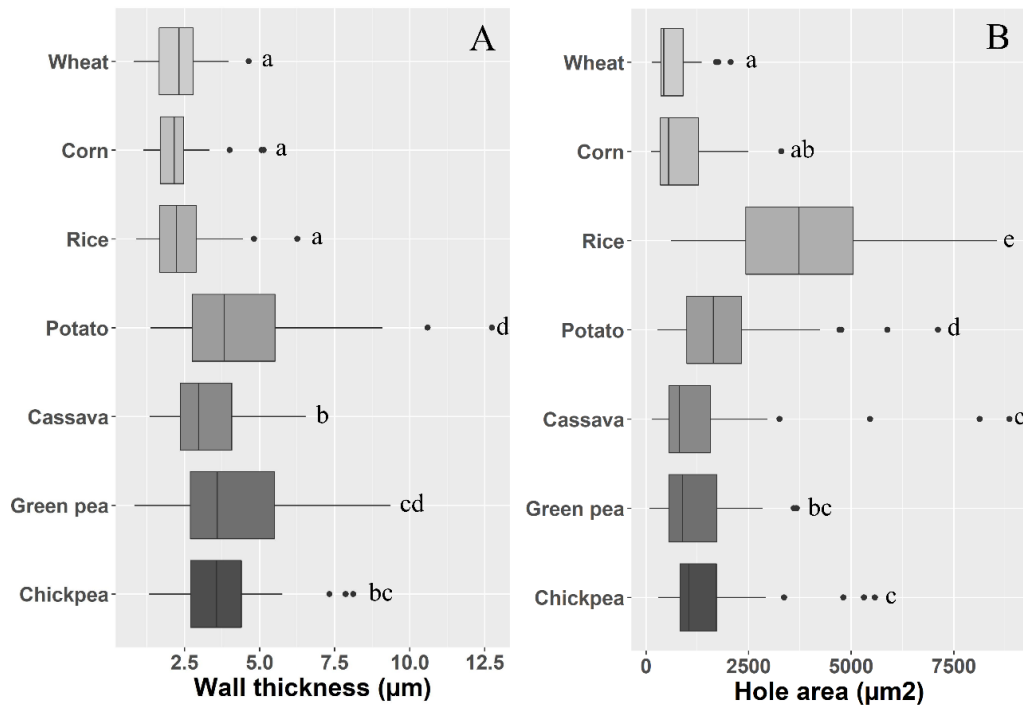 A
Wheat
a
Corn
a
Rice
a
Potato
d
Cassava
b
Green pea
cd
Chickpea
bc
2.5 5.0 7.5 10.0 12.5
Wall thickness (µm)
B
Wheat
a
Corn
ab
Rice
e
Potato
d
Cassava
c
Green pea
bc
Chickpea
c
0 2500 5000 7500
Hole area (µm2)